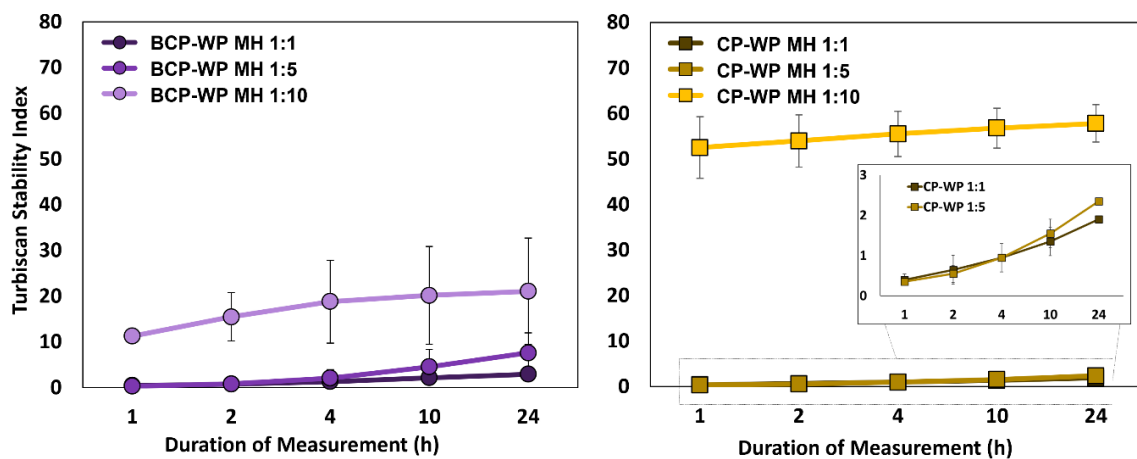 Turbiscan Stability Index
80
70
60
50
40
30
20
10
0
BCP-WP MH 1:1
BCP-WP MH 1:5
BCP-WP MH 1:10
1 2 4 10 24
Duration of Measurement (h)
80
70
60
50
40
30
20
10
0
CP-WP MH 1:1
CP-WP MH 1:5
CP-WP MH 1:10
3
2
1
0
CP-WP 1:1
CP-WP 1:5
1 2 4 10 24
1 2 4 10 24
Duration of Measurement (h)